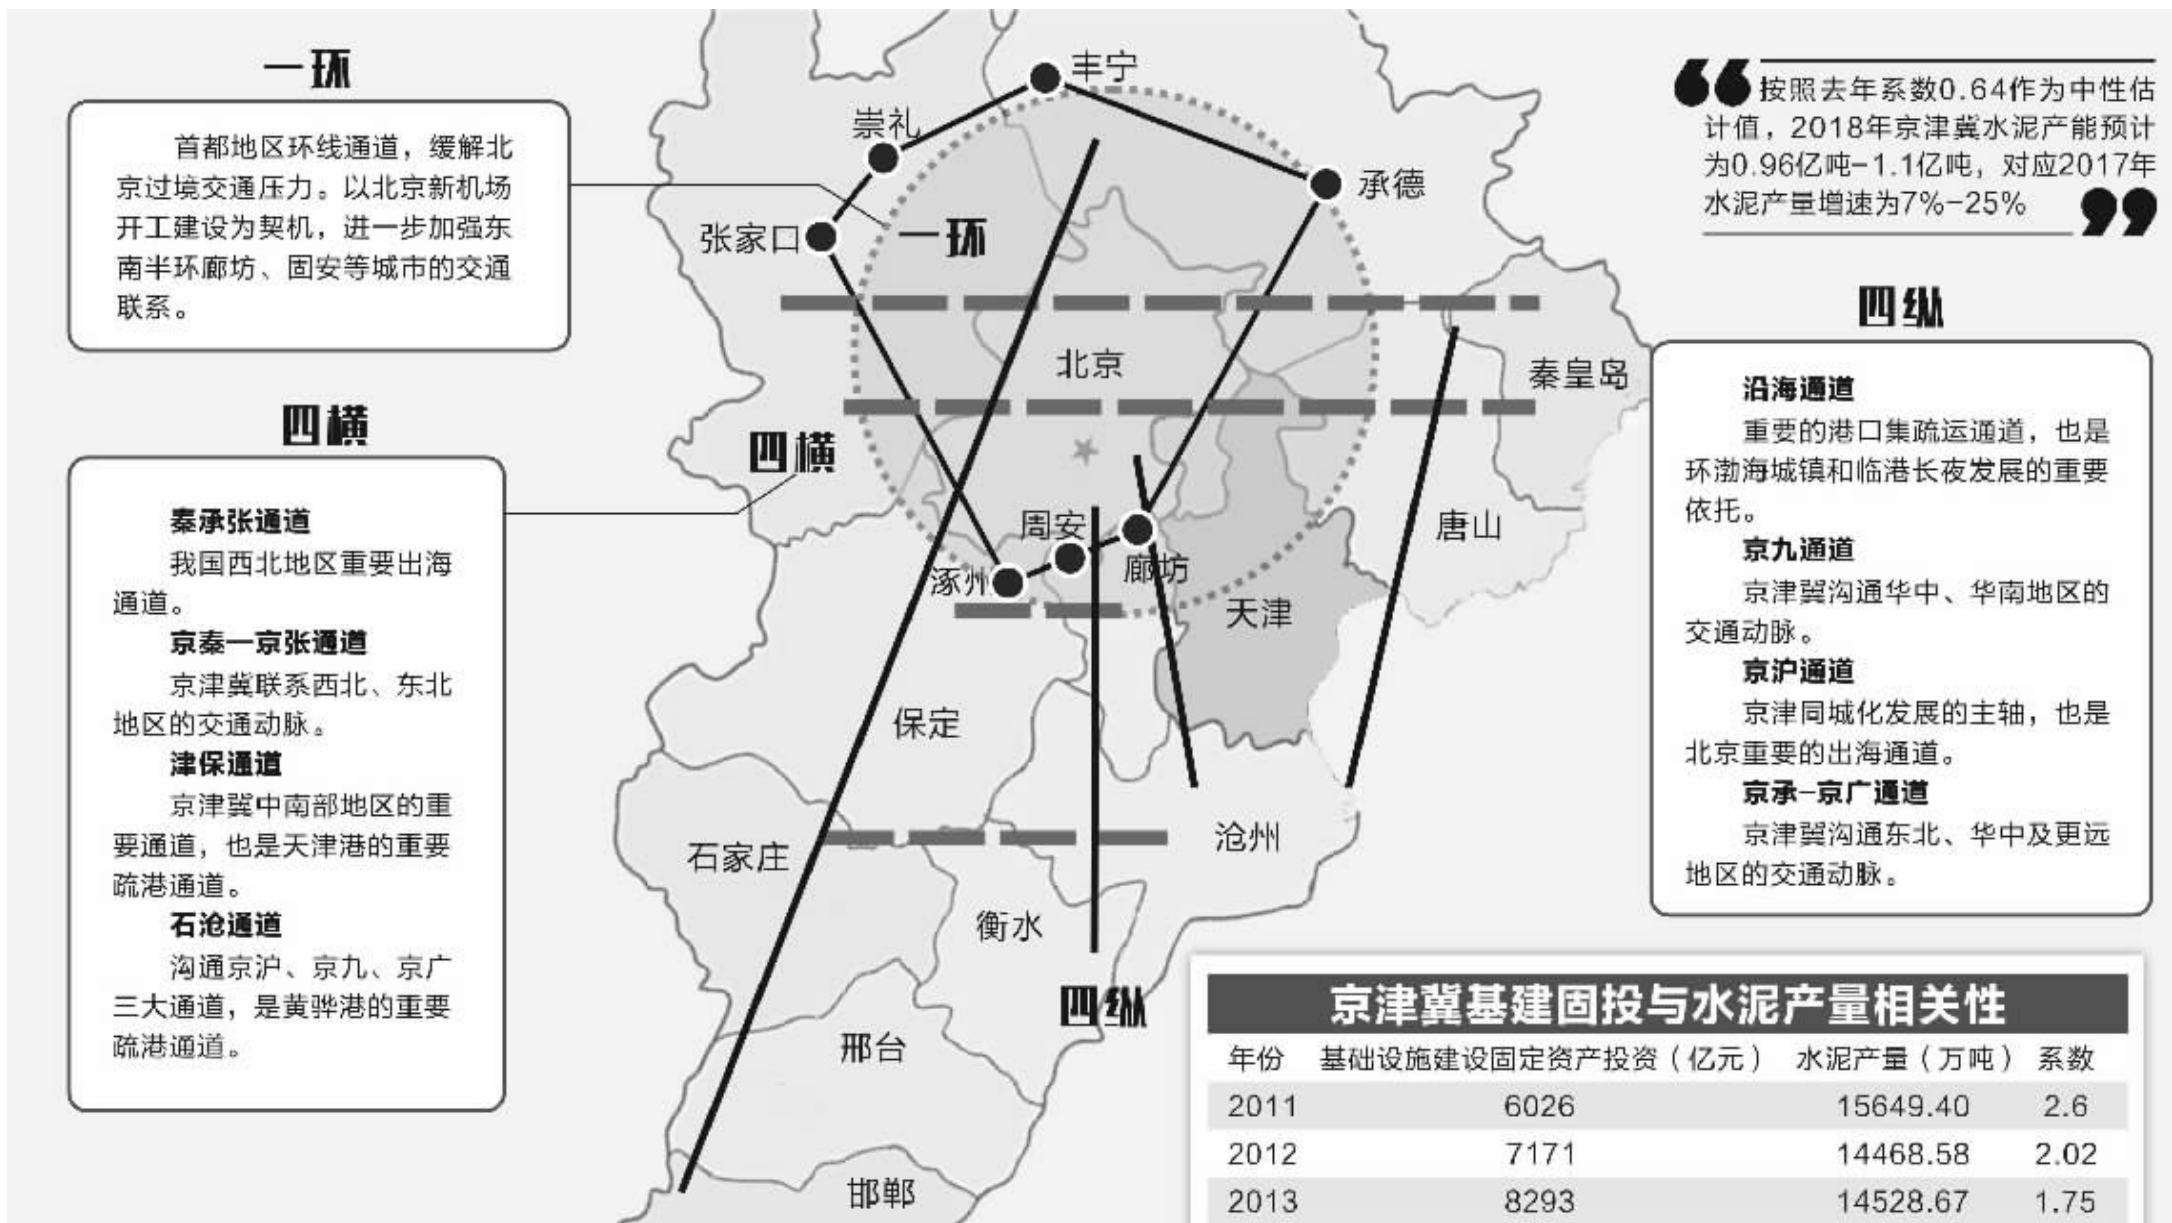 一环
首都地区环线通道，缓解北
京过境交通压力。以北京新机场
开工建设为契机，进一步加强东
南半环廊坊、固安等城市的交通
联系。
四横
秦承张通道
我国西北地区重要出海
通道。
京秦—京张通道
京津冀联系西北、东北
地区的交通动脉。
津保通道
京津冀中南部地区的重
要通道，也是天津港的重要
疏港通道。
石沧通道
沟通京沪、京九、京广
三大通道，是黄骅港的重要
疏港通道。
丰宁
崇礼
承德
张家口
一环
北京
秦皇岛
四横
周安
唐山
廊坊
涿州
天津
保定
沧州
石家庄
衡水
四纵
邢台
邯郸
“按照去年系数0.64作为中性估
计值，2018年京津冀水泥产能预计
为0.96亿吨-1.1亿吨，对应2017年
水泥产量增速为7%-25%”
四纵
沿海通道
重要的港口集疏运通道，也是
环渤海城镇和临港长夜发展的重要
依托。
京九通道
京津冀沟通华中、华南地区的
交通动脉。
京沪通道
京津同城化发展的主轴，也是
北京重要的出海通道。
京承-京广通道
京津冀沟通东北、华中及更远
地区的交通动脉。
京津冀基建固投与水泥产量相关性
年份 基础设施建设固定资产投资（亿元） 水泥产量（万吨） 系数
2011 6026 15649.40 2.6
2012 7171 14468.58 2.02
2013 8293 14528.67 1.75